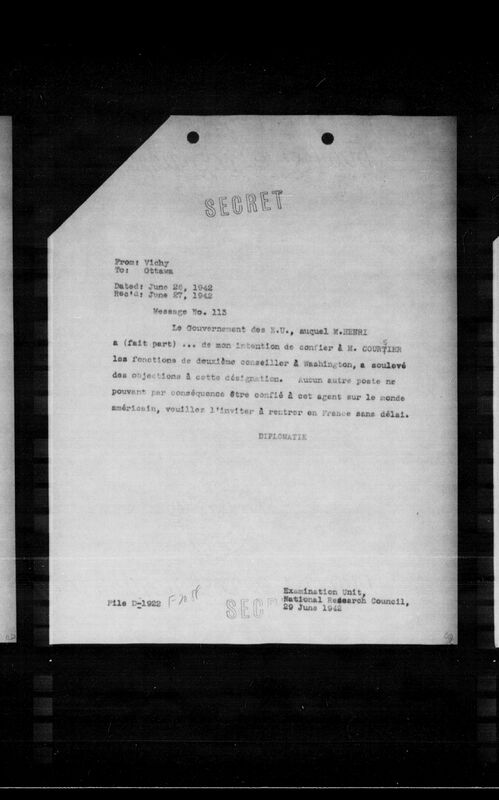 SECRET
From: Vichy
To: Ottawa
Dated: June 26, 1942
Rec'd: June 27, 1942
Message No. 113
Le Gouvernement des E.U., auquel M.HENRI
a (fait part) ... de mon intention de confier à M. COURSIER
les fonctions de deuxième conseiller à Washington, a soulevé
des objections à cette désignation. Aucun autre poste ne
pouvant par conséquence être confié à cet agent sur le monde
américain, veuillez l'inviter à rentrer en France sans délai.
DIPLOMATIE
Examination Unit,
File D-1922
SEC
National Research Council,
29 June 1942